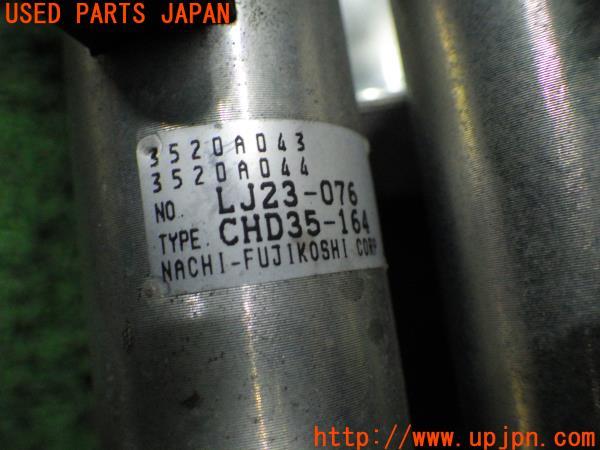 USED PARTS JAPAN
3520A043
3520A044
NO. LJ23-076
TYPE. CHD35-164
NACHI-FUJIKOSHI CORP
http://www.upjpn.com/